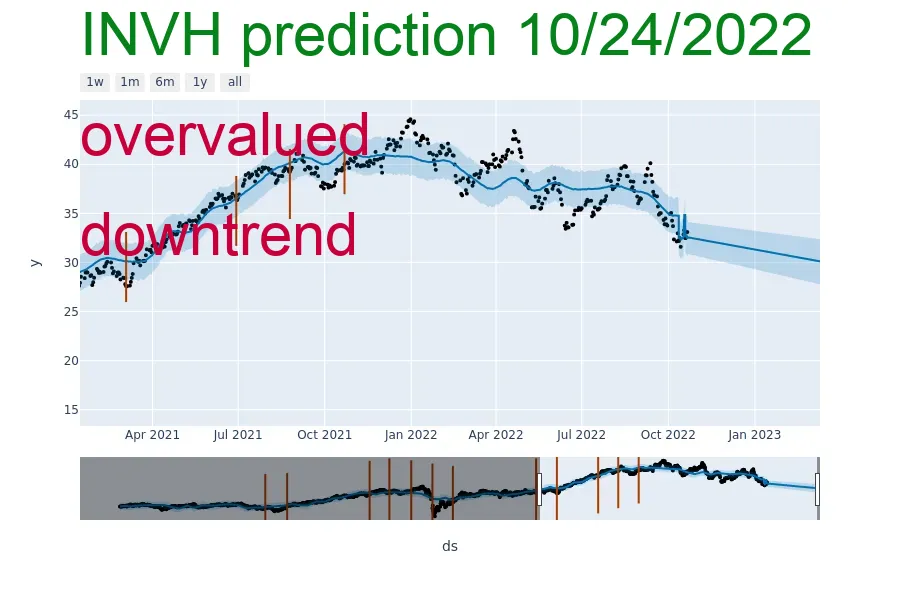 INVH prediction 10/24/2022
1w 1m 6m 1y all
overvalued
downtrend
y
45
40
35
30
25
20
15
Apr 2021 Jul 2021 Oct 2021 Jan 2022 Apr 2022 Jul 2022 Oct 2022 Jan 2023
ds